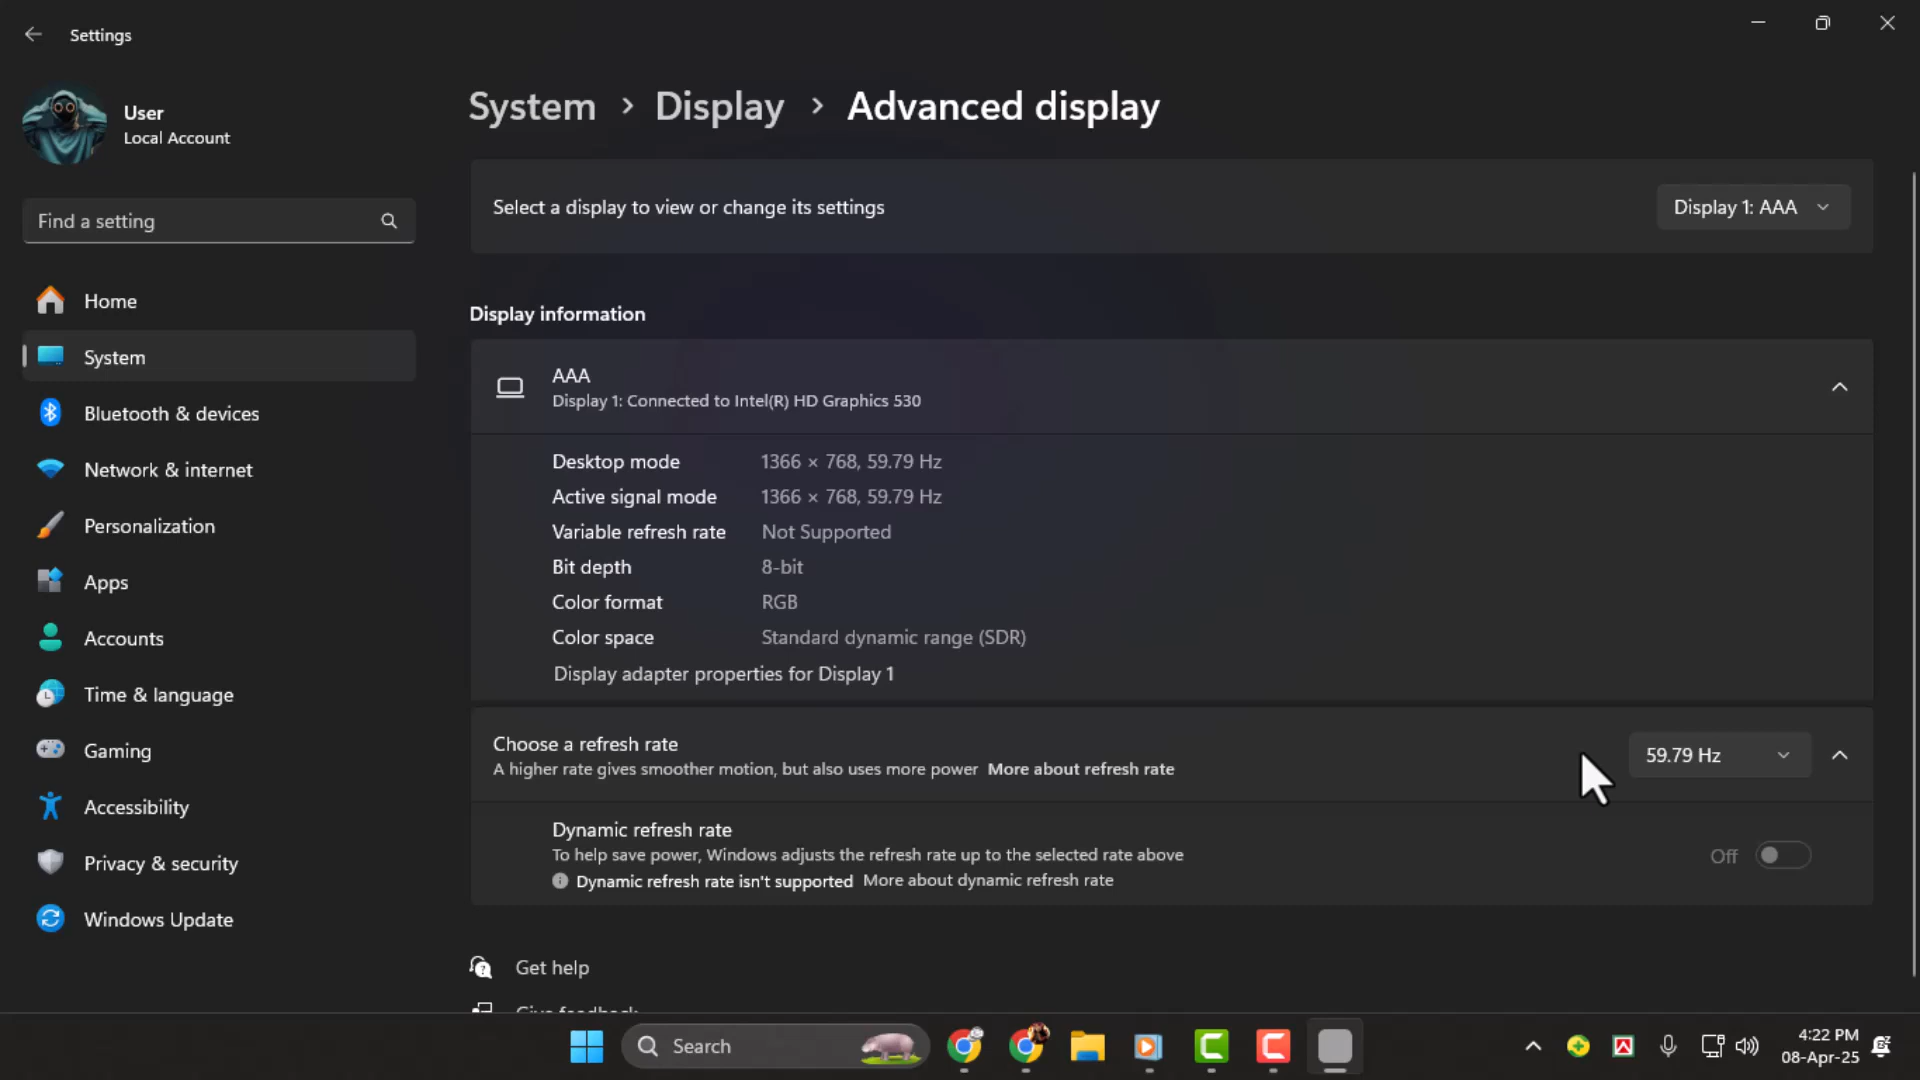 Settings
User
Local Account
Find a setting
Home
System
Bluetooth & devices
Network & internet
Personalization
Apps
Accounts
Time & language
Gaming
Accessibility
Privacy & security
Windows Update
System > Display > Advanced display
Select a display to view or change its settings
Display 1: AAA
Display information
AAA
Display 1: Connected to Intel(R) HD Graphics 530
Desktop mode 1366 × 768, 59.79 Hz
Active signal mode 1366 × 768, 59.79 Hz
Variable refresh rate Not Supported
Bit depth 8-bit
Color format RGB
Color space Standard dynamic range (SDR)
Display adapter properties for Display 1
Choose a refresh rate
A higher rate gives smoother motion, but also uses more power More about refresh rate
59.79 Hz
Dynamic refresh rate
To help save power, Windows adjusts the refresh rate up to the selected rate above
Dynamic refresh rate isn't supported More about dynamic refresh rate
Off
Get help
Give feedback
Search
4:22 PM
08-Apr-25